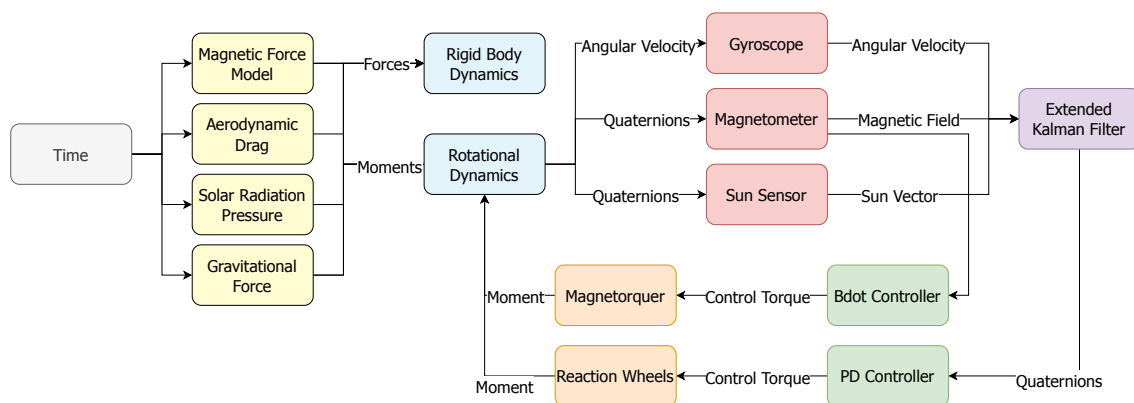 Time
Magnetic Force
Model
Aerodynamic
Drag
Solar Radiation
Pressure
Gravitational
Force
Forces
Moments
Rigid Body
Dynamics
Rotational
Dynamics
Angular Velocity
Quaternions
Quaternions
Gyroscope
Magnetometer
Sun Sensor
Angular Velocity
Magnetic Field
Sun Vector
Extended
Kalman Filter
Moment
Magnetorquer
Control Torque
Bdot Controller
Moment
Reaction Wheels
Control Torque
PD Controller
Quaternions